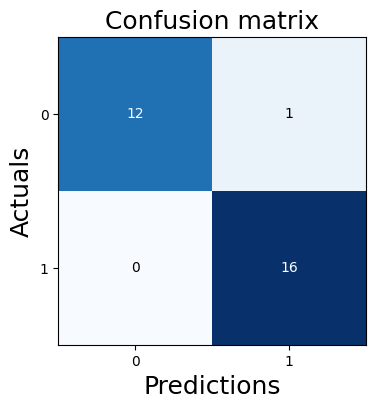 Confusion matrix
Actuals
0
12
1
1
0
16
0
1
Predictions